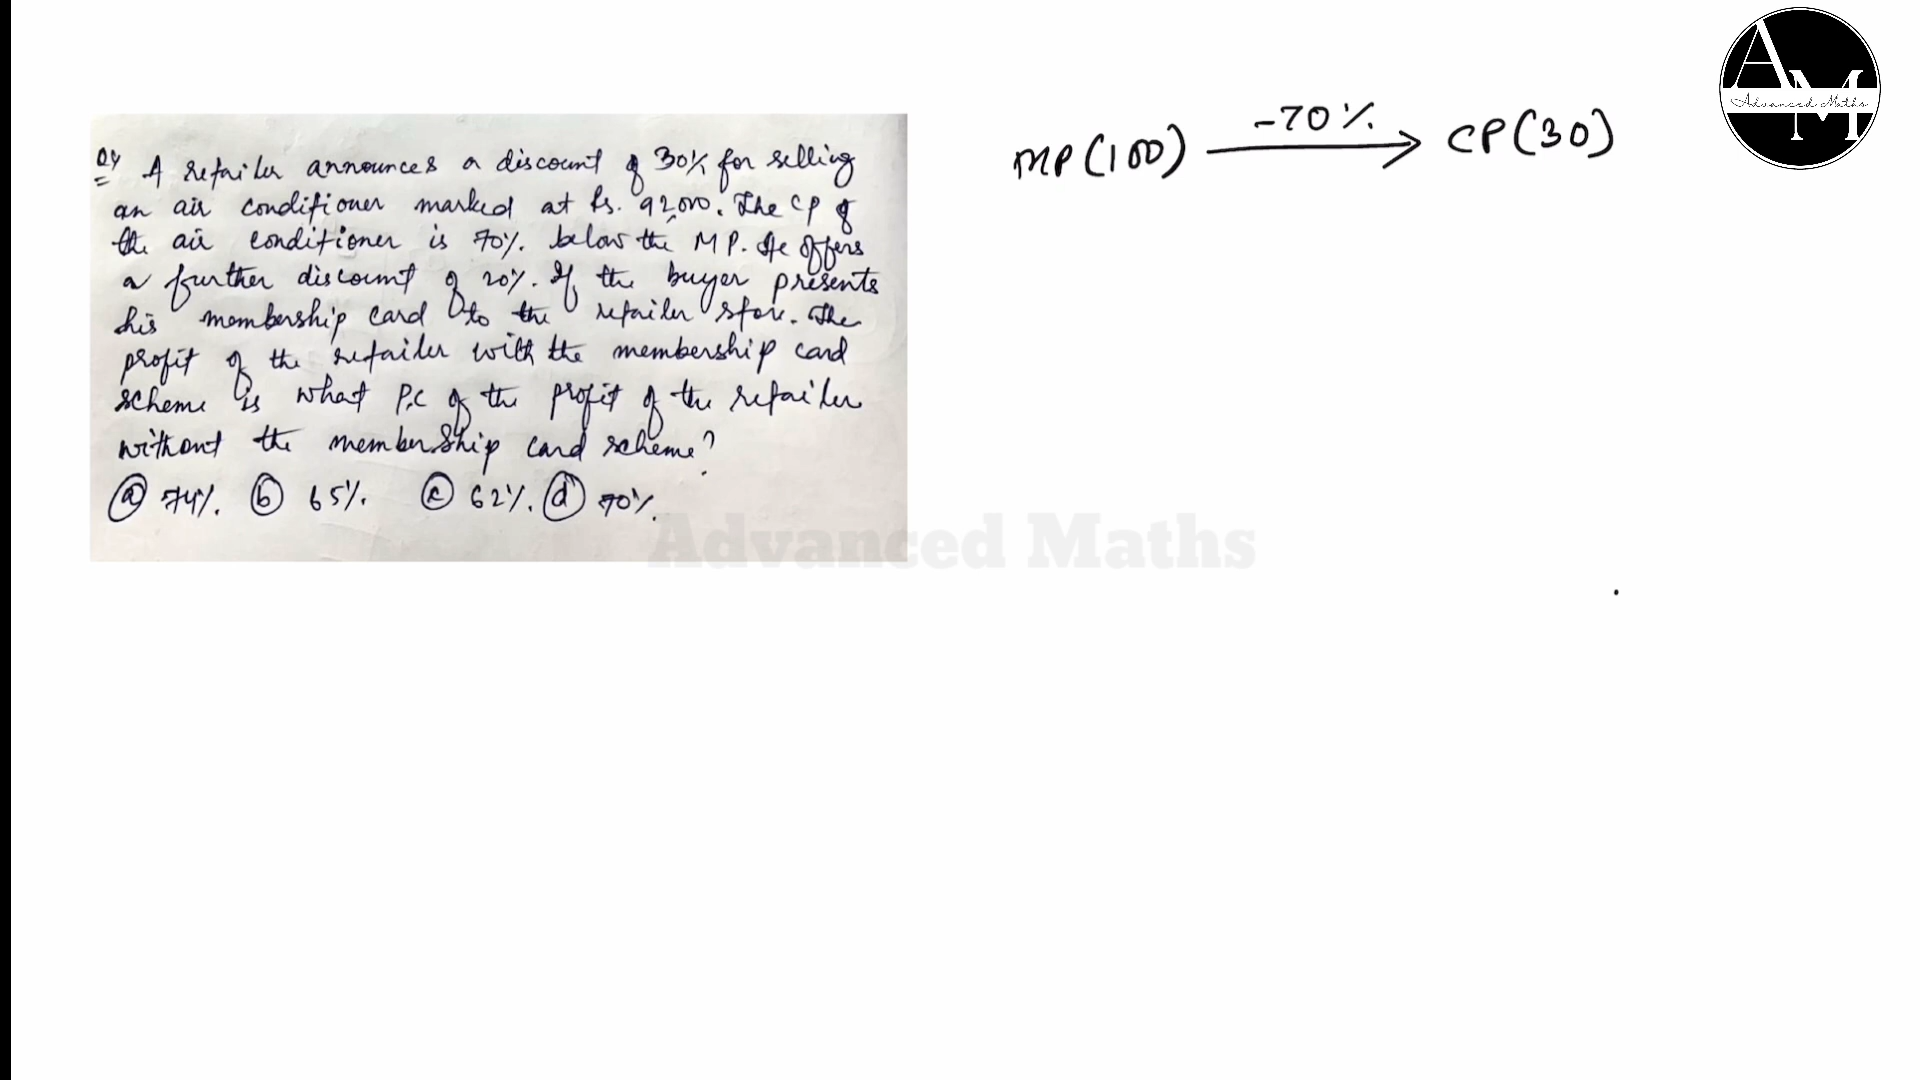 Q4 A retailer announces a discount of 30% for selling
an air conditioner marked at Rs. 92000. The CP of
the air conditioner is 70% below the MP. He offers
a further discount of 20%. If the buyer presents
his membership card to the retailer store. The
profit of the retailer with the membership card
scheme is what P.C of the profit of the retailer
without the membership card scheme?
(a) 74%. (b) 65%. (c) 62%. (d) 70%.
MP(100) -70% → CP(30)
AM
Advanced Maths
Advanced Maths